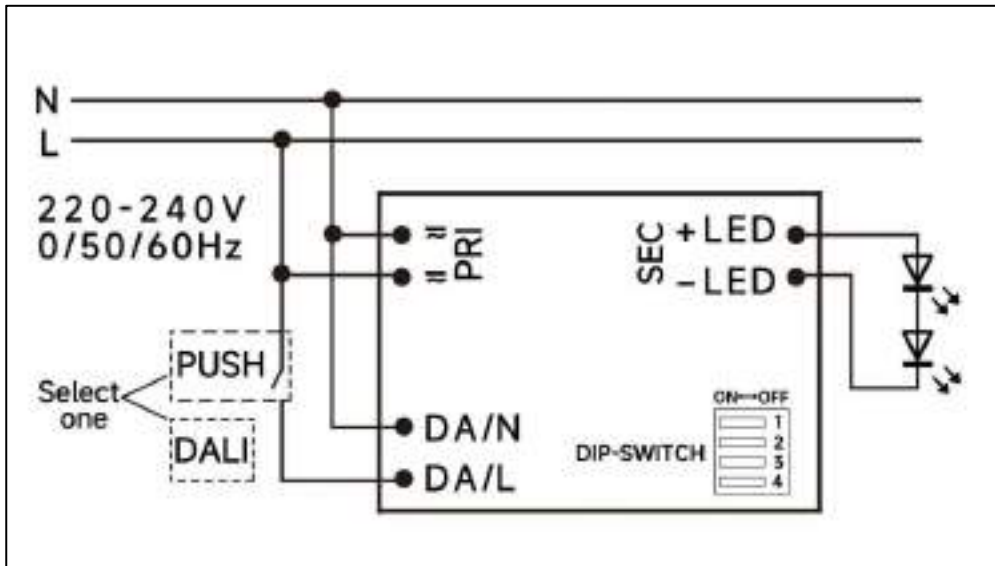 N
L
220-240V
0/50/60Hz
≂ PRI
≂
SEC
+LED
-LED
PUSH
Select
one
DALI
DA/N
DA/L
DIP-SWITCH
ON↔OFF
1
2
3
4